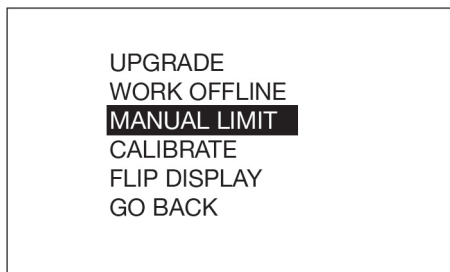 UPGRADE
WORK OFFLINE
MANUAL LIMIT
CALIBRATE
FLIP DISPLAY
GO BACK